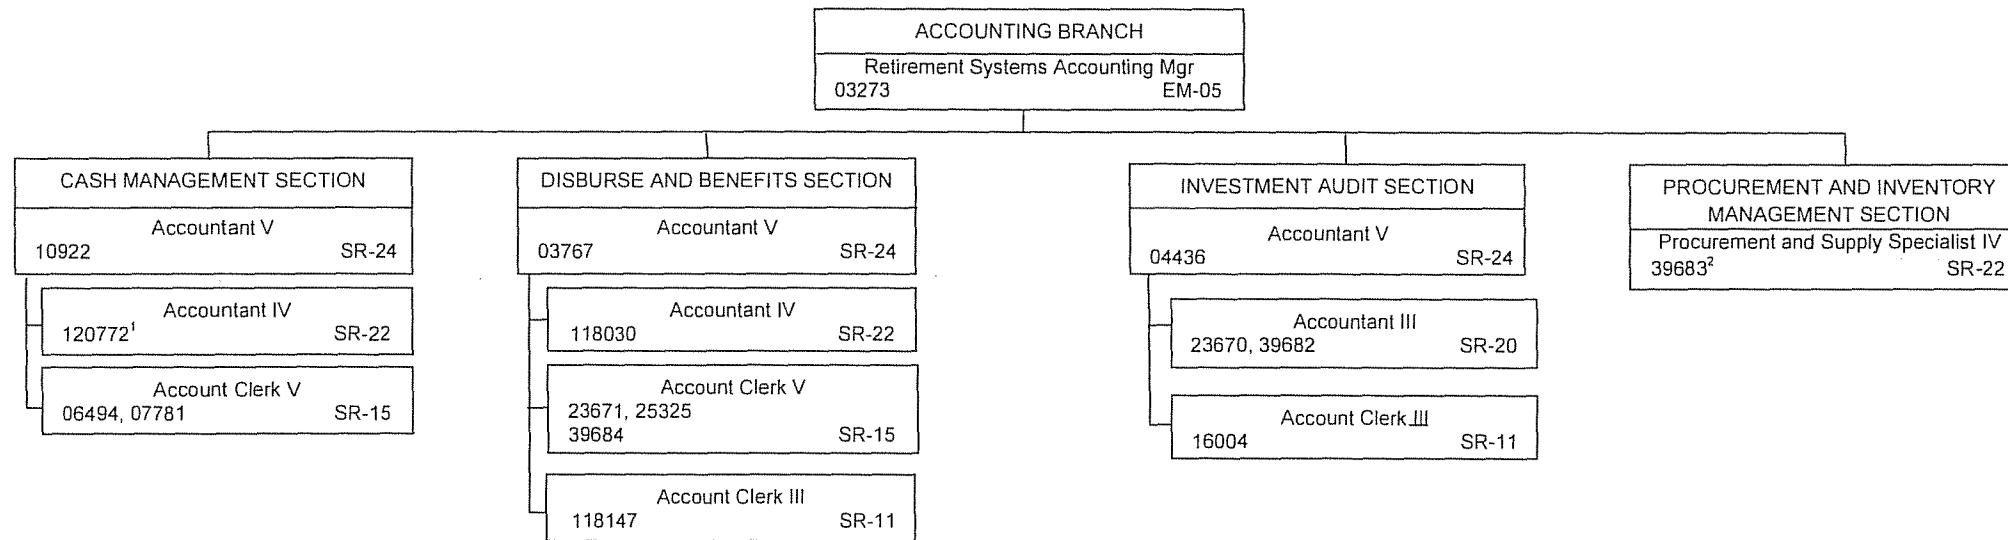 ACCOUNTING BRANCH
Retirement Systems Accounting Mgr
03273 EM-05
CASH MANAGEMENT SECTION
Accountant V
10922 SR-24
Accountant IV
120772¹ SR-22
Account Clerk V
06494, 07781 SR-15
DISBURSE AND BENEFITS SECTION
Accountant V
03767 SR-24
Accountant IV
118030 SR-22
Account Clerk V
23671, 25325
39684 SR-15
Account Clerk III
118147 SR-11
INVESTMENT AUDIT SECTION
Accountant V
04436 SR-24
Accountant III
23670, 39682 SR-20
Account Clerk III
16004 SR-11
PROCUREMENT AND INVENTORY
MANAGEMENT SECTION
Procurement and Supply Specialist IV
39683² SR-22